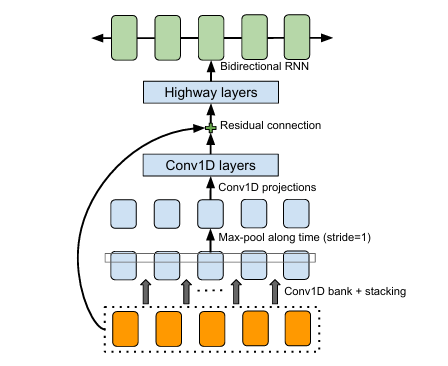 Bidirectional RNN
Highway layers
Residual connection
Conv1D layers
Conv1D projections
Max-pool along time (stride=1)
Conv1D bank + stacking